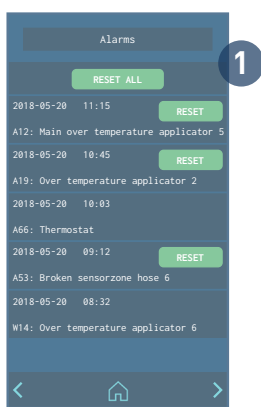 Alarms
1
RESET ALL
2018-05-20 11:15 RESET
A12: Main over temperature applicator 5
2018-05-20 10:45 RESET
A19: Over temperature applicator 2
2018-05-20 10:03
A66: Thermostat
2018-05-20 09:12 RESET
A53: Broken sensorzone hose 6
2018-05-20 08:32
W14: Over temperature applicator 6